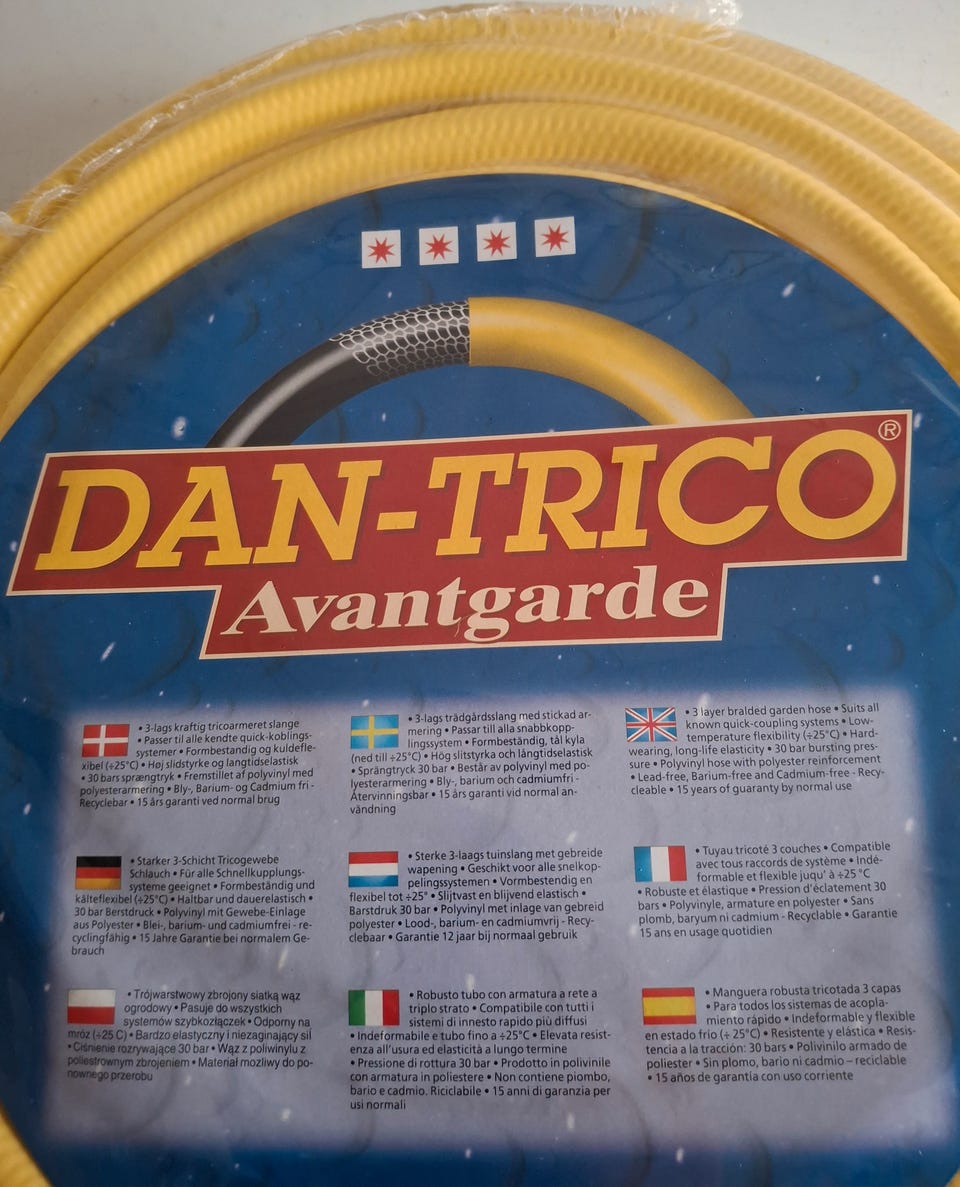 DAN-TRICO®
Avantgarde
• 3-lags kraftig tricoarmeret slange
• Passer til alle kendte quick-koblings-
systemer • Formbestandig og kuldefle-
xibel (÷25°C) • Høj slidstyrke og langtidselastisk
• 30 bars sprængtryk • Fremstillet af polyvinyl med
polyesterarmering • Bly-, Barium- og Cadmium fri -
Recyclebar • 15 års garanti ved normal brug
• 3-lags trädgårdsslang med stickad ar-
mering • Passar till alla snabbkopp-
lingssystem • Formbeständig, tål kyla
(ned till ÷25°C) • Hög slitstyrka och långtidselastisk
• Sprängtryck 30 bar • Består av polyvinyl med po-
lyesterarmering • Bly-, barium och cadmiumfri -
Återvinningsbar • 15 års garanti vid normal an-
vändning
• 3 layer bralded garden hose • Suits all
known quick-coupling systems • Low-
temperature flexibility (÷25°C) • Hard-
wearing, long-life elasticity • 30 bar bursting pres-
sure • Polyvinyl hose with polyester reinforcement
• Lead-free, Barium-free and Cadmium-free - Recy-
cleable • 15 years of guaranty by normal use
• Starker 3-Schicht Tricogewebe
Schlauch • Für alle Schnellkupplungs-
systeme geeignet • Formbeständig und
kälteflexibel (÷25°C) • Haltbar und dauerelastisch •
30 bar Berstdruck • Polyvinyl mit Gewebe-Einlage
aus Polyester • Blei-, barium- und cadmiumfrei - re-
cyclingfähig • 15 Jahre Garantie bei normalem Ge-
brauch
• Sterke 3-laags tuinslang met gebreide
wapening • Geschikt voor alle snelkop-
pelingssystemen • Vormbestendig en
flexibel tot ÷25° • Slijtvast en blijvend elastisch •
Barstdruk 30 bar • Polyvinyl met inlage van gebreid
polyester • Lood-, barium- en cadmiumvrij - Recy-
clebaar • Garantie 12 jaar bij normaal gebruik
• Tuyau tricoté 3 couches • Compatible
avec tous raccords de système • Indé-
formable et flexible juqu' à ÷25 °C
• Robuste et élastique • Pression d'éclatement 30
bars • Polyvinyle, armature en polyester • Sans
plomb, baryum ni cadmium - Recyclable • Garantie
15 ans en usage quotidien
• Trójwarstwowy zbrojony siatką wąz
ogrodowy • Pasuje do wszystkich
systemów szybkozłączek • Odporny na
mróz (÷25 C) • Bardzo elastyczny i niezaginający sil
• Ciśnienie rozrywające 30 bar • Wąz z poliwinylu z
poliestrownym zbrojeniem • Materiał mozliwy do po-
nownego przerobu
• Robusto tubo con armatura a rete a
triplo strato • Compatibile con tutti i
sistemi di innesto rapido più diffusi
• Indeformabile e tubo fino a ÷25°C • Elevata resist-
enza all'usura ed elasticità a lungo termine
• Pressione di rottura 30 bar • Prodotto in polivinile
con armatura in poliestere • Non contiene piombo,
bario e cadmio. Riciclabile • 15 anni di garanzia per
usi normali
• Manguera robusta tricotada 3 capas
• Para todos los sistemas de acopla-
miento rápido • Indeformable y flexible
en estado frío (÷ 25°C) • Resistente y elástica • Resis-
tencia a la tracción: 30 bars • Polivinilo armado de
poliester • Sin plomo, bario ni cadmio – reciclable
• 15 años de garantia con uso corriente